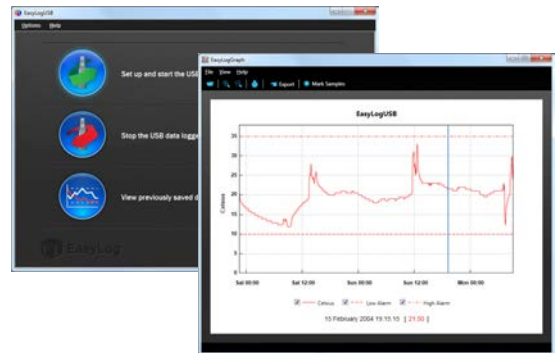 EasyLogUSB
Options Help
Set up and start the USB
Stop the USB data logge
View previously saved d
EasyLog
EasyLogGraph
File View Help
Export Mark Samples
EasyLogUSB
35
30
25
20
15
10
5
0
Celsius
Sat 00:00 Sat 12:00 Sun 00:00 Sun 12:00 Mon 00:00
Celsius Low Alarm High Alarm
15 February 2004 19:15:15 [ 21.50 ]